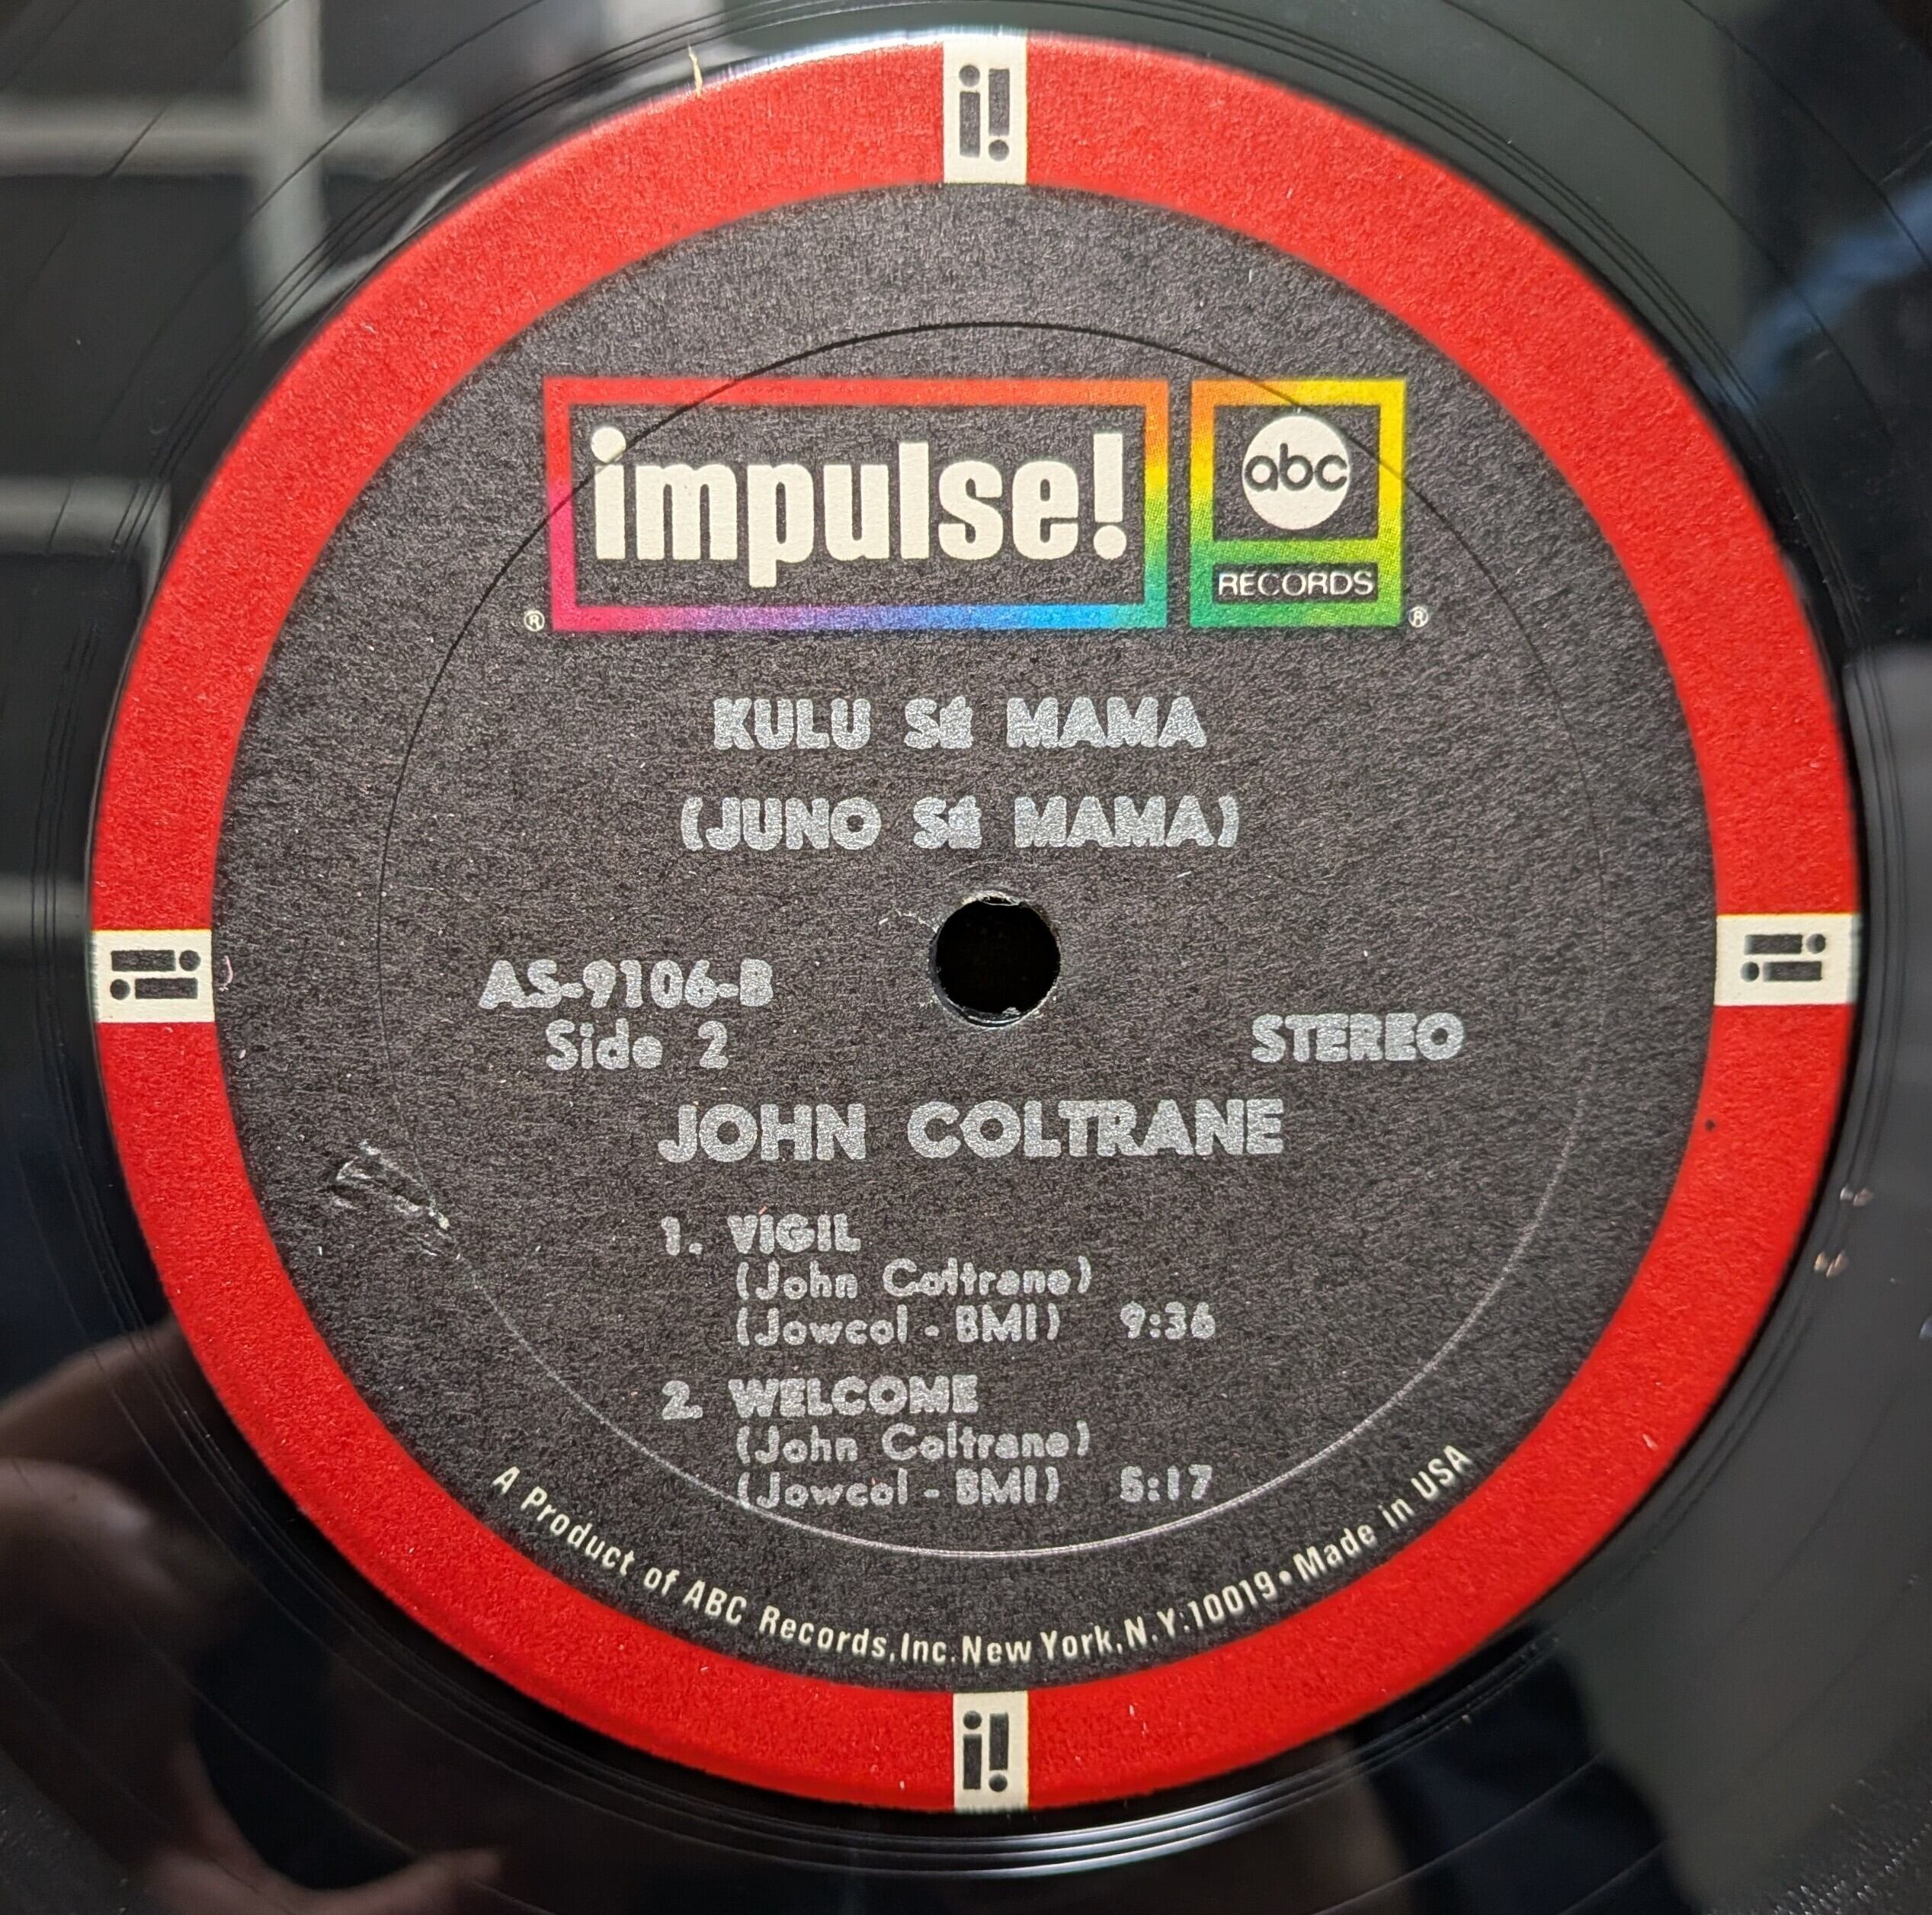 i!
impulse!
abc
RECORDS
® ®
KULU SÉ MAMA
(JUNO SÉ MAMA)
i! i!
AS-9106-B
Side 2
STEREO
JOHN COLTRANE
1. VIGIL
(John Coltrane)
(Jowcol - BMI) 9:36
2. WELCOME
(John Coltrane)
(Jowcol - BMI) 5:17
A Product of ABC Records, Inc. New York, N.Y. 10019 • Made in USA
i!